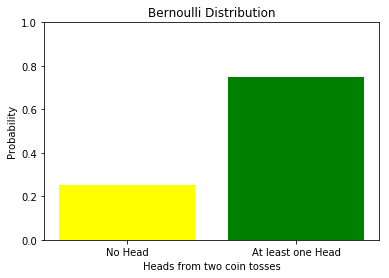 Bernoulli Distribution
1.0
0.8
0.6
0.4
0.2
0.0
Probability
No Head
At least one Head
Heads from two coin tosses